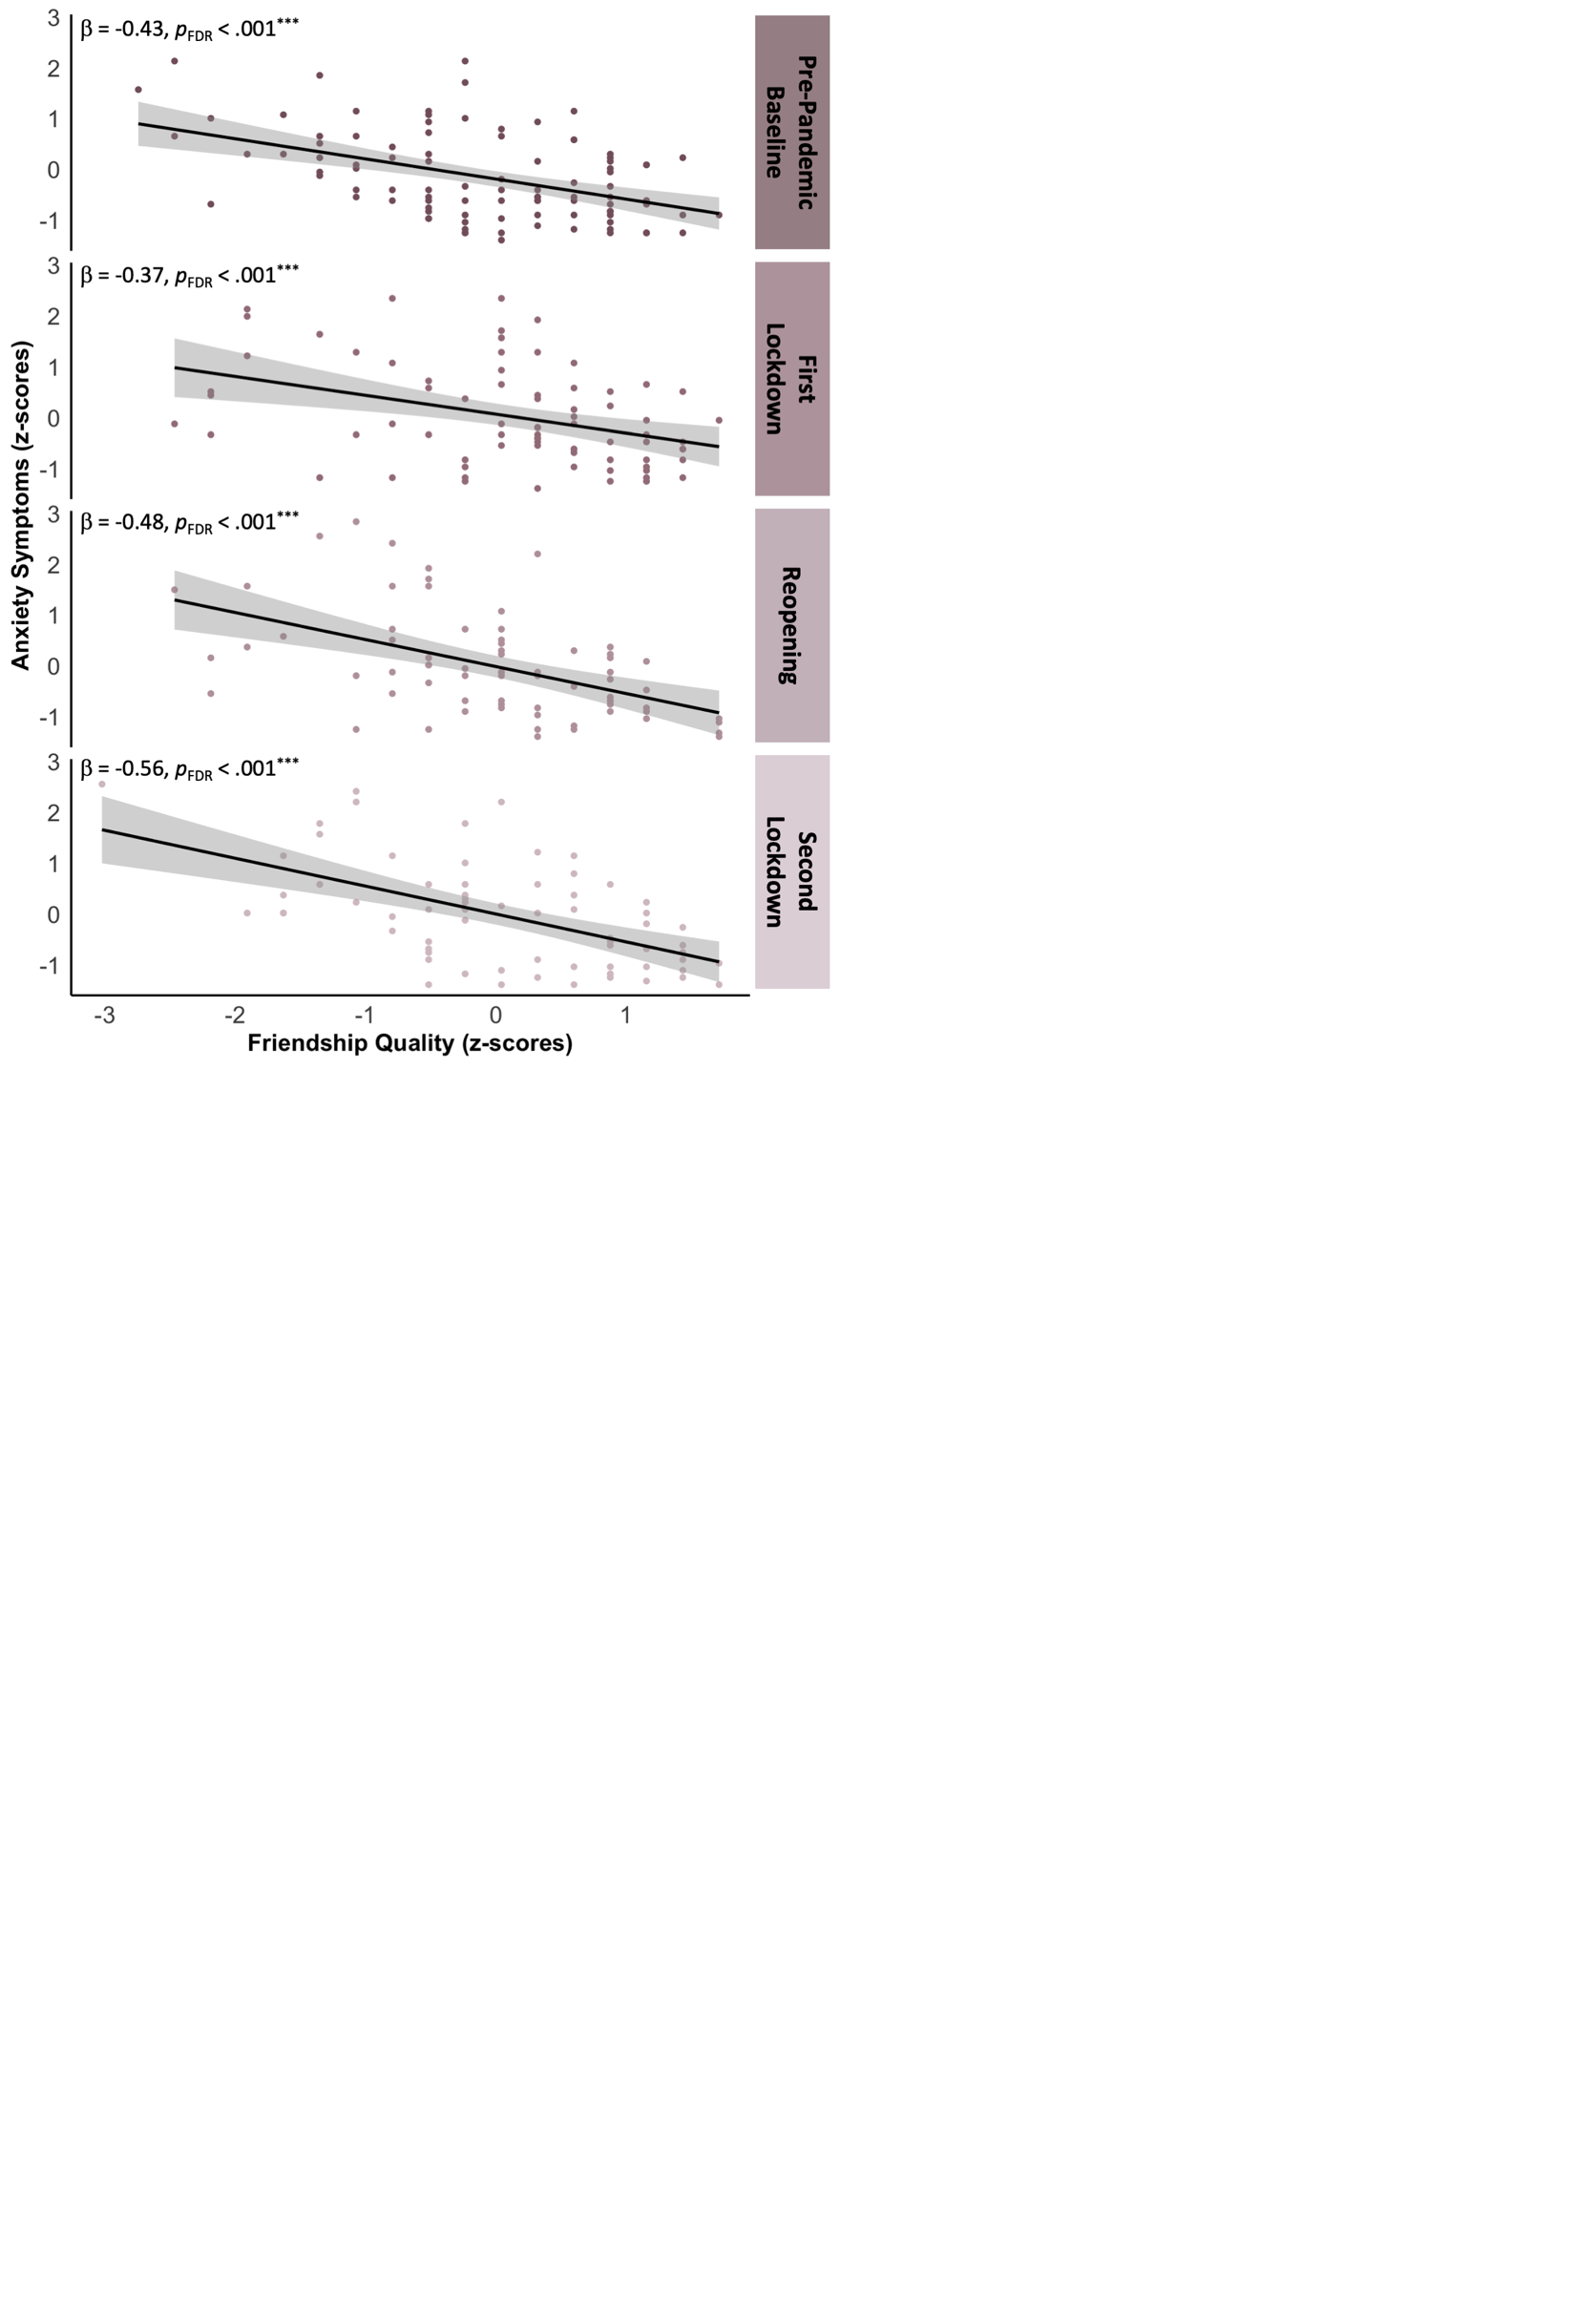 Anxiety Symptoms (z-scores)
β = -0.43, pFDR < .001***
3
2
1
0
-1
Pre-Pandemic
Baseline
β = -0.37, pFDR < .001***
3
2
1
0
-1
First
Lockdown
β = -0.48, pFDR < .001***
3
2
1
0
-1
Reopening
β = -0.56, pFDR < .001***
3
2
1
0
-1
Second
Lockdown
-3 -2 -1 0 1
Friendship Quality (z-scores)